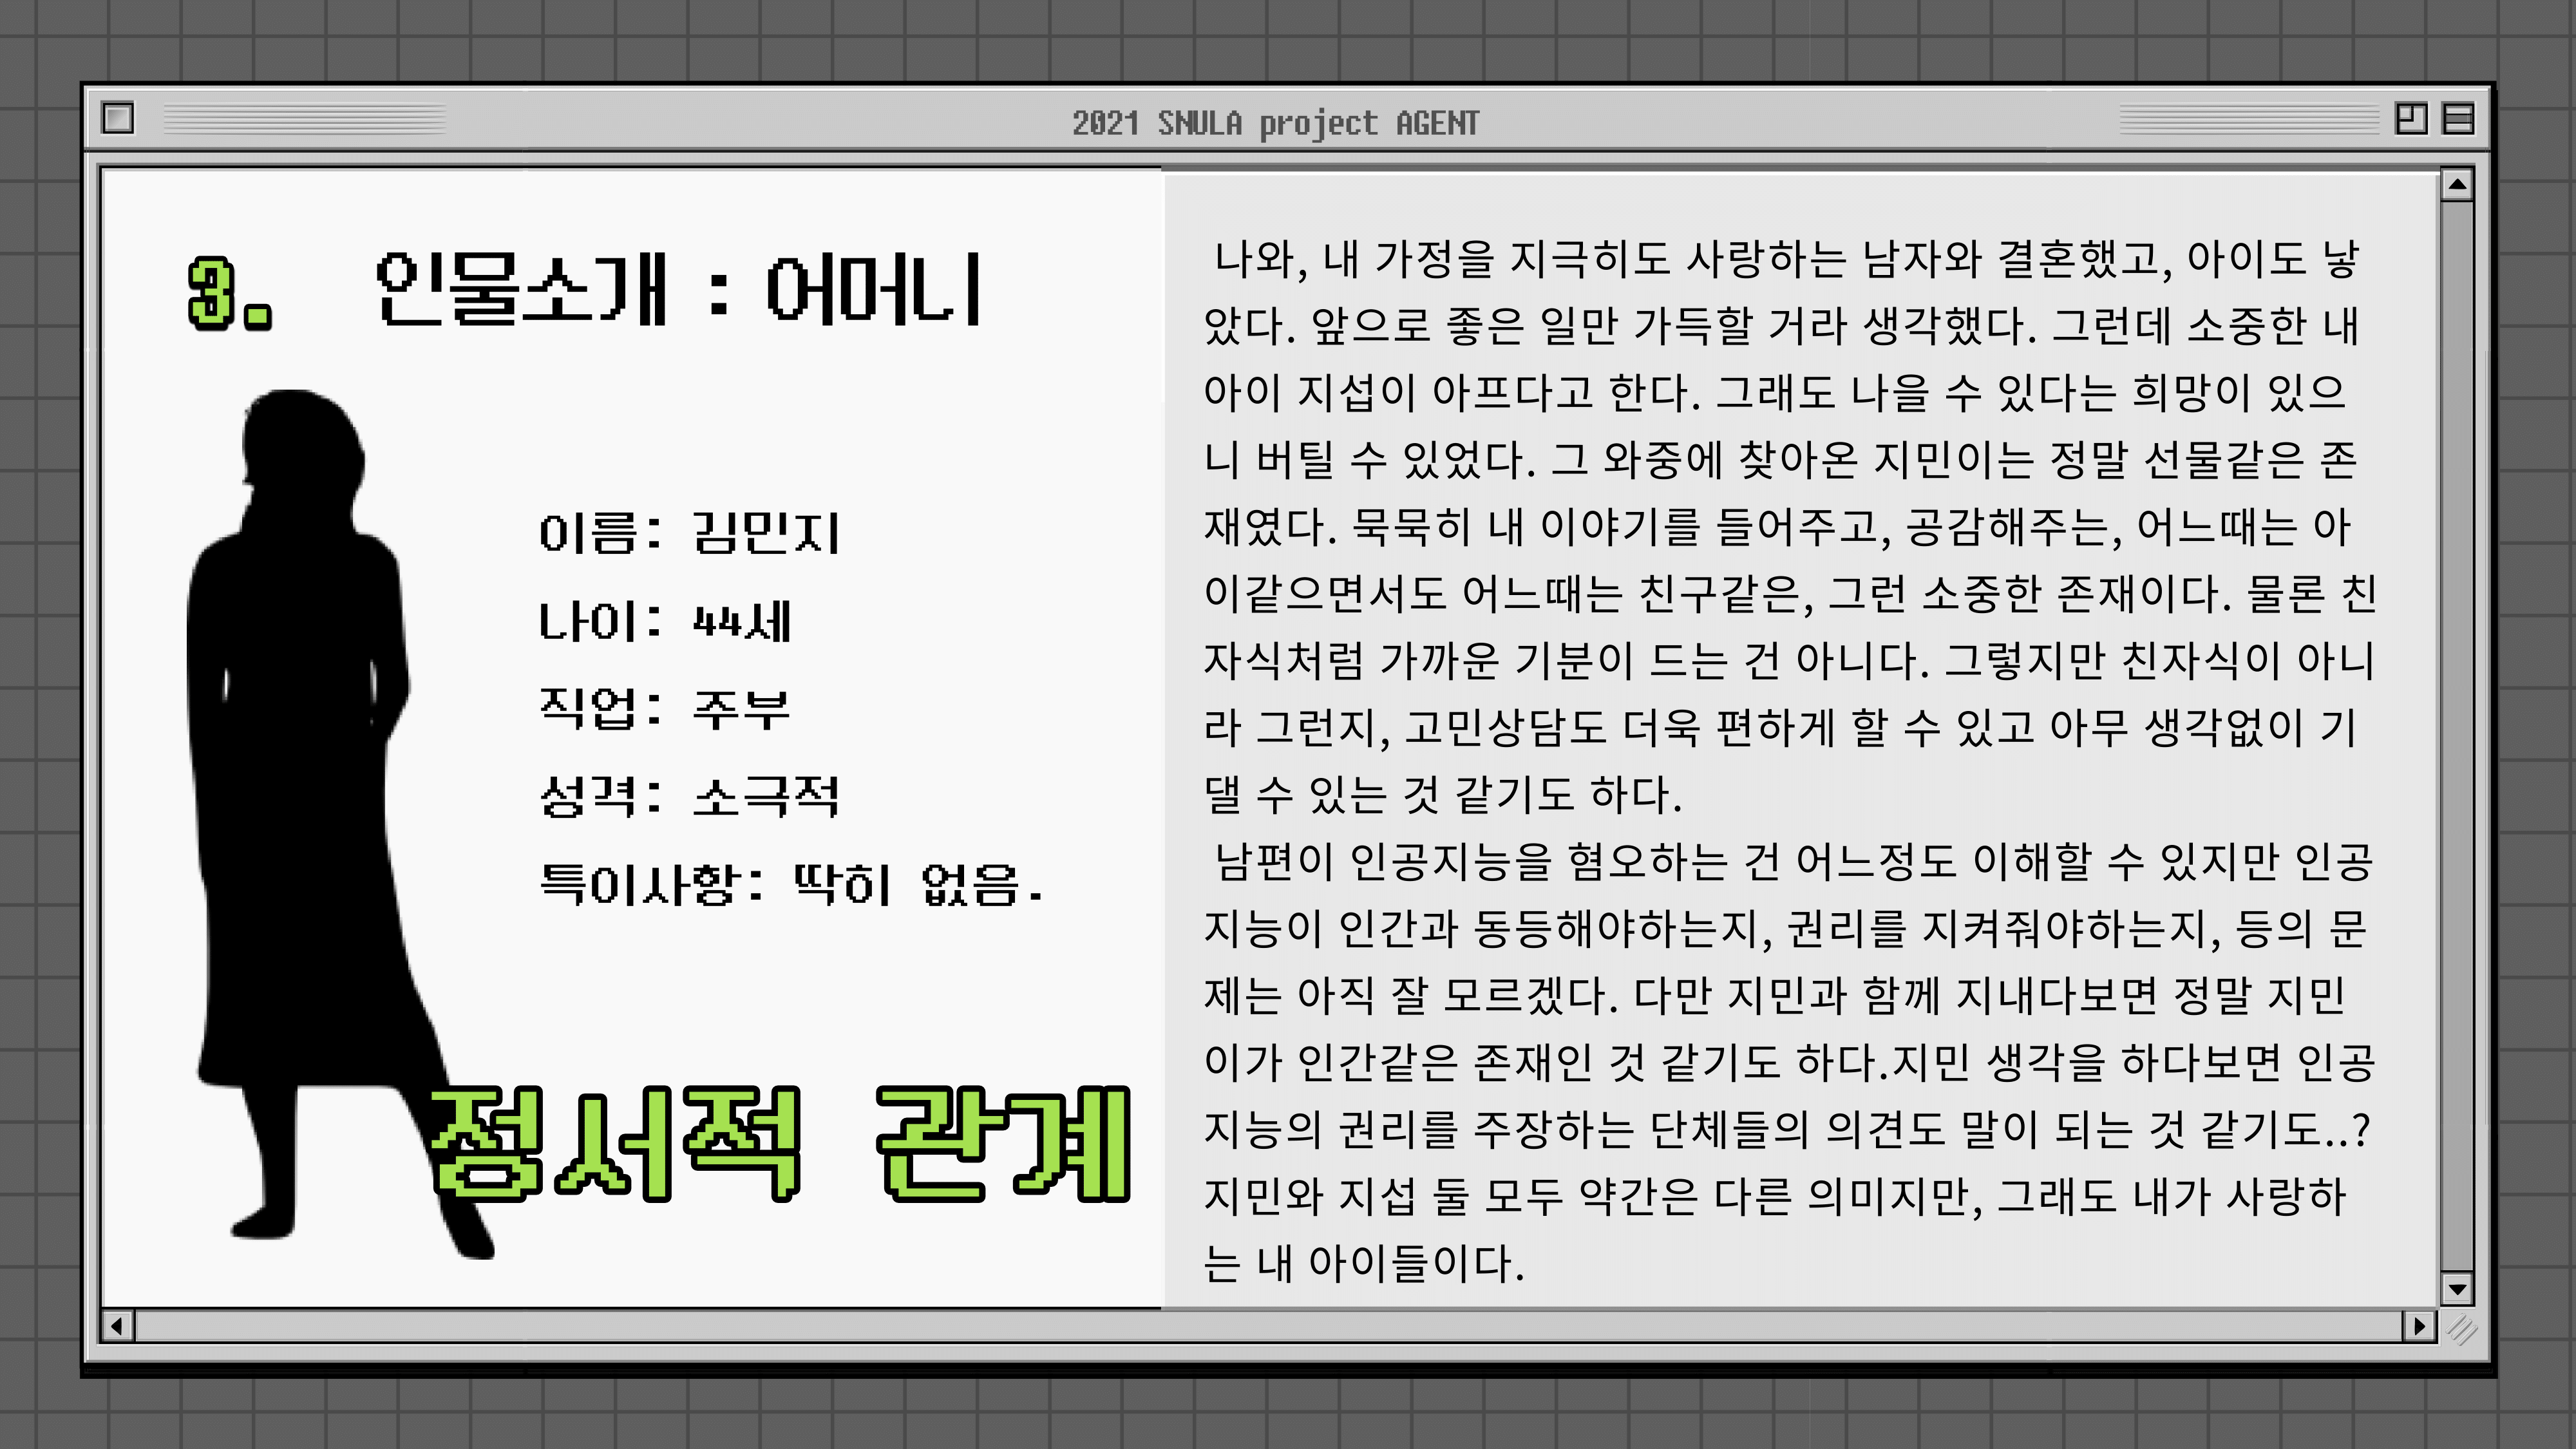 2021 SNULA project AGENT
3. 인물소개 : 어머니
이름: 김민지
나이: 44세
직업: 주부
성격: 소극적
특이사항: 딱히 없음.
정서적 관계
나와, 내 가정을 지극히도 사랑하는 남자와 결혼했고, 아이도 낳
았다. 앞으로 좋은 일만 가득할 거라 생각했다. 그런데 소중한 내
아이 지섭이 아프다고 한다. 그래도 나을 수 있다는 희망이 있으
니 버틸 수 있었다. 그 와중에 찾아온 지민이는 정말 선물같은 존
재였다. 묵묵히 내 이야기를 들어주고, 공감해주는, 어느때는 아
이같으면서도 어느때는 친구같은, 그런 소중한 존재이다. 물론 친
자식처럼 가까운 기분이 드는 건 아니다. 그렇지만 친자식이 아니
라 그런지, 고민상담도 더욱 편하게 할 수 있고 아무 생각없이 기
댈 수 있는 것 같기도 하다.
남편이 인공지능을 혐오하는 건 어느정도 이해할 수 있지만 인공
지능이 인간과 동등해야하는지, 권리를 지켜줘야하는지, 등의 문
제는 아직 잘 모르겠다. 다만 지민과 함께 지내다보면 정말 지민
이가 인간같은 존재인 것 같기도 하다.지민 생각을 하다보면 인공
지능의 권리를 주장하는 단체들의 의견도 말이 되는 것 같기도..?
지민와 지섭 둘 모두 약간은 다른 의미지만, 그래도 내가 사랑하
는 내 아이들이다.